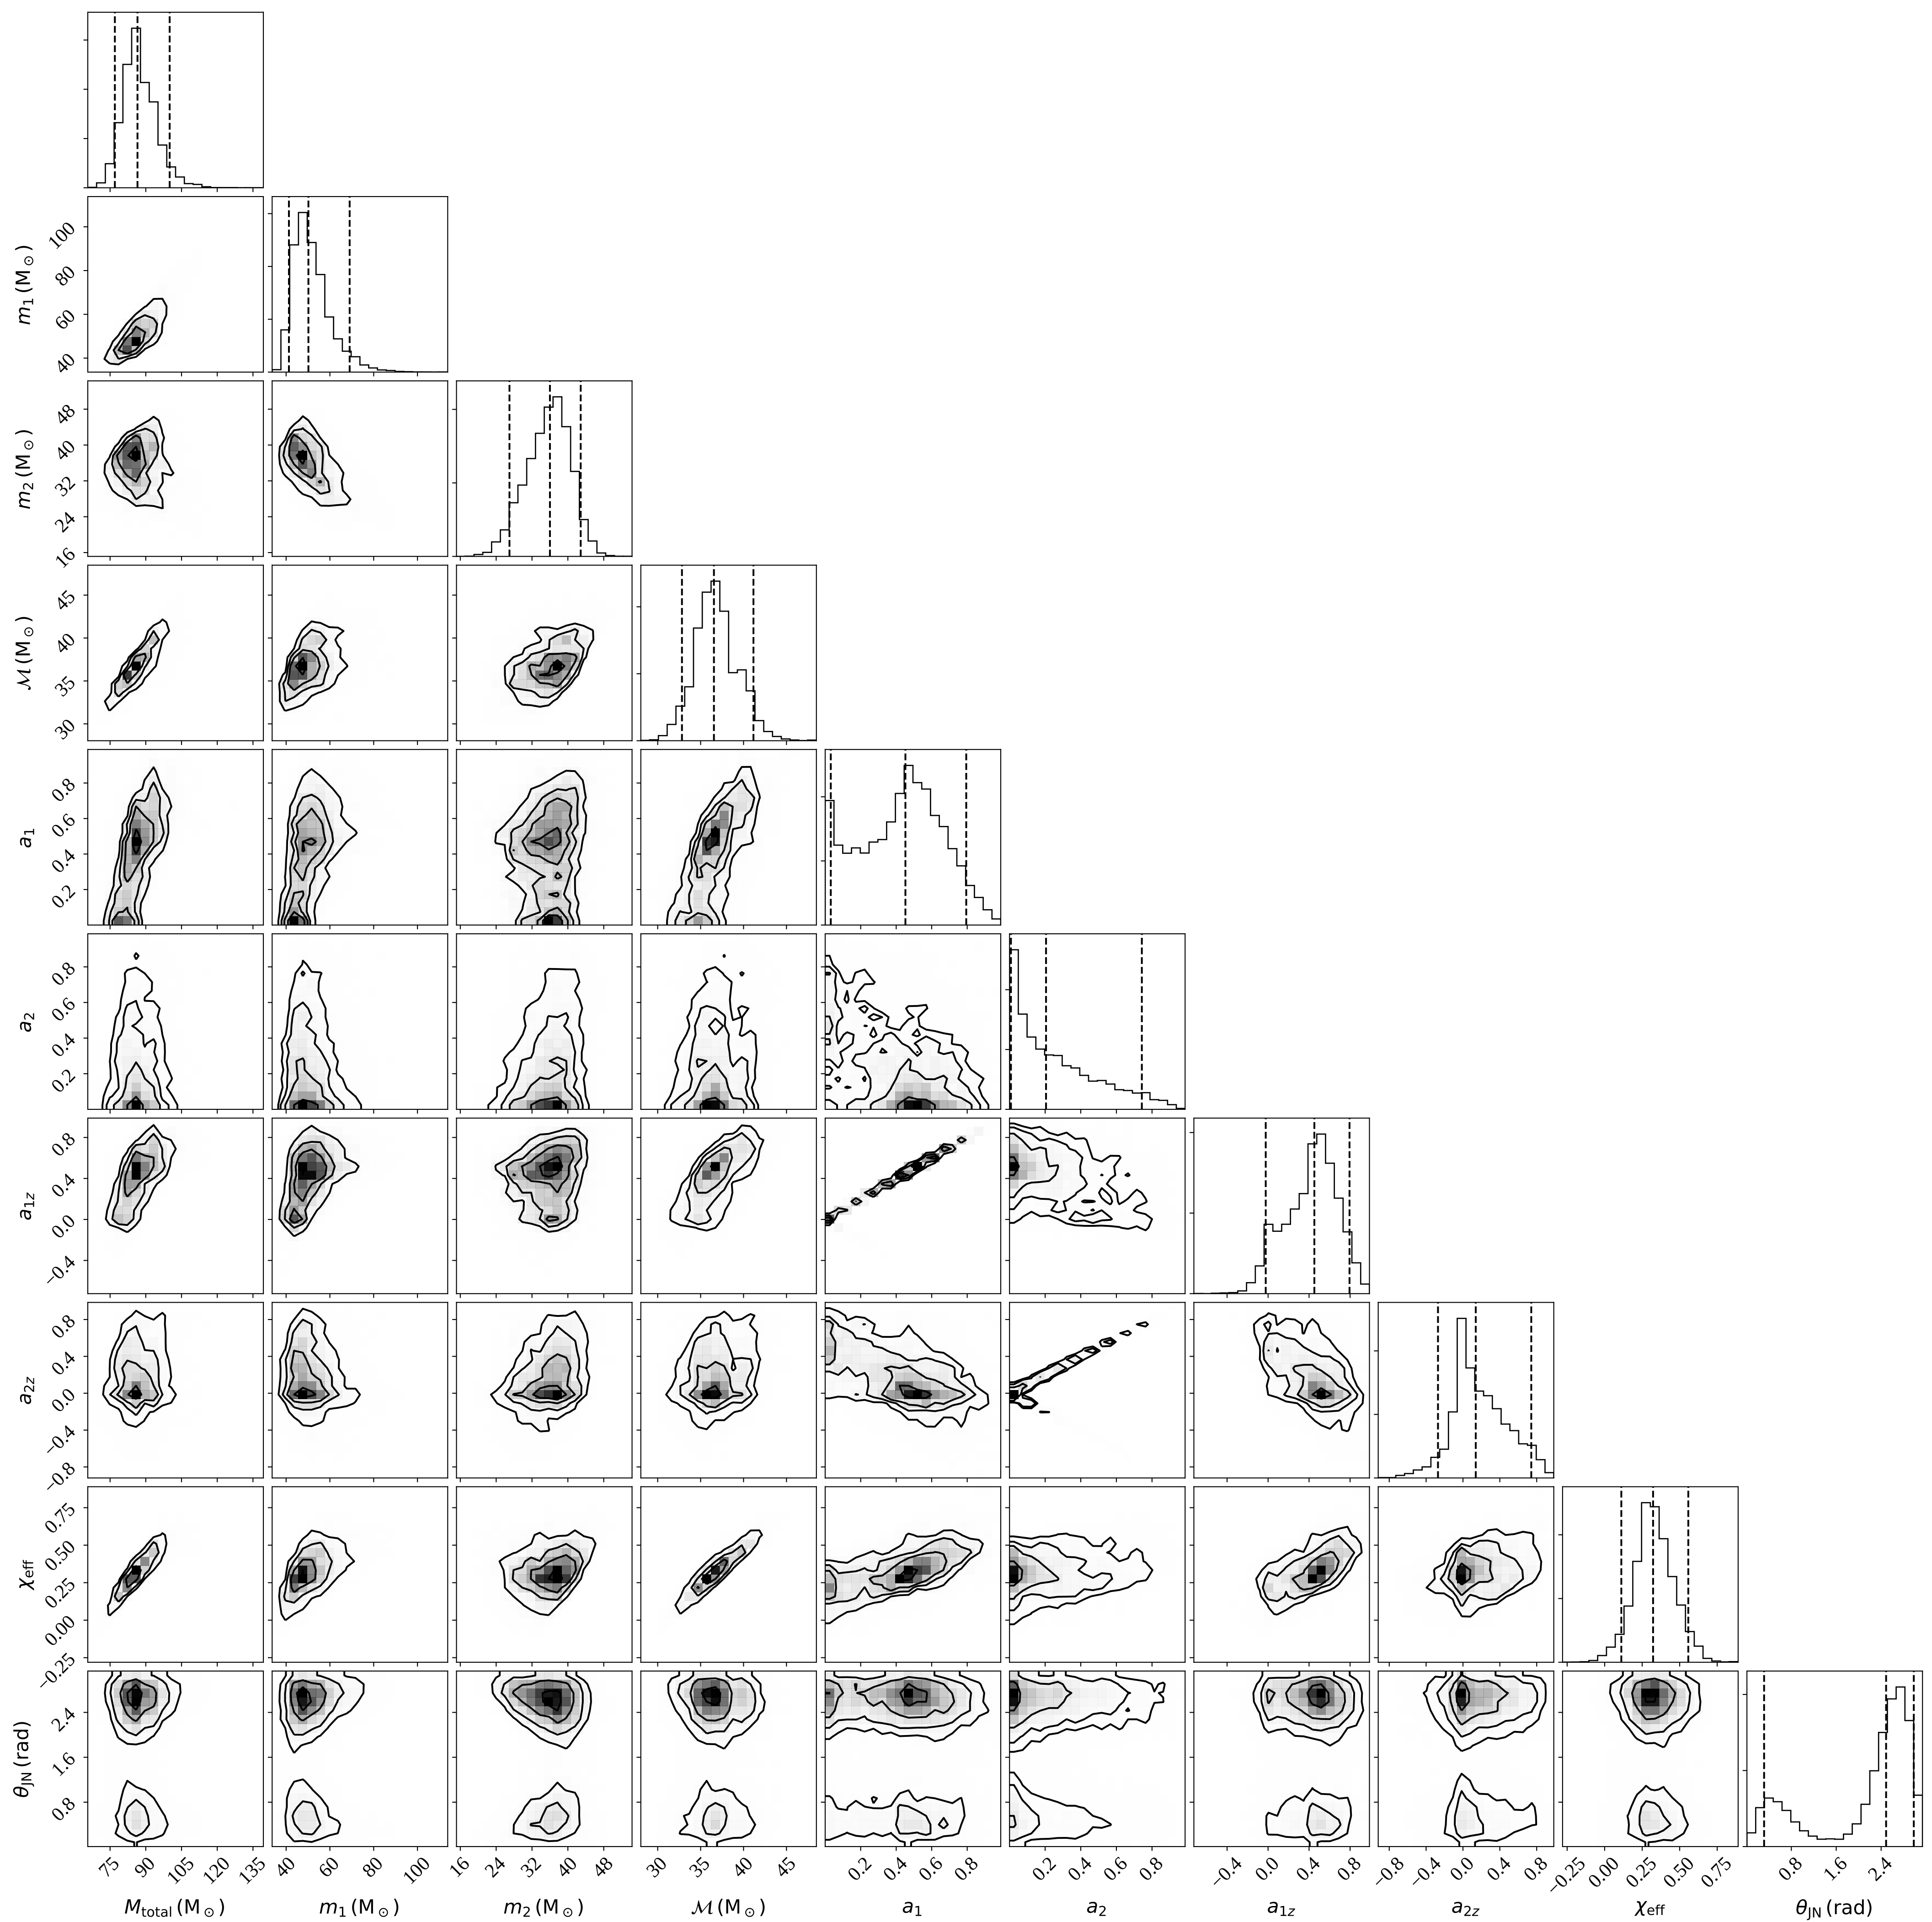 100
80
60
40
m₁ (M⊙)
48
40
32
24
16
m₂ (M⊙)
45
40
35
30
ℳ (M⊙)
0.8
0.6
0.4
0.2
a₁
0.8
0.6
0.4
0.2
a₂
0.8
0.4
0.0
−0.4
a₁z
0.8
0.4
0.0
−0.4
−0.8
a₂z
0.75
0.50
0.25
0.00
−0.25
χeff
2.4
1.6
0.8
θJN (rad)
75 90 105 120 135
40 60 80 100
16 24 32 40 48
30 35 40 45
0.2 0.4 0.6 0.8
0.2 0.4 0.6 0.8
−0.4 0.0 0.4 0.8
−0.8 −0.4 0.0 0.4 0.8
−0.25 0.00 0.25 0.50 0.75
0.8 1.6 2.4
Mtotal (M⊙)
m₁ (M⊙)
m₂ (M⊙)
ℳ (M⊙)
a₁
a₂
a₁z
a₂z
χeff
θJN (rad)